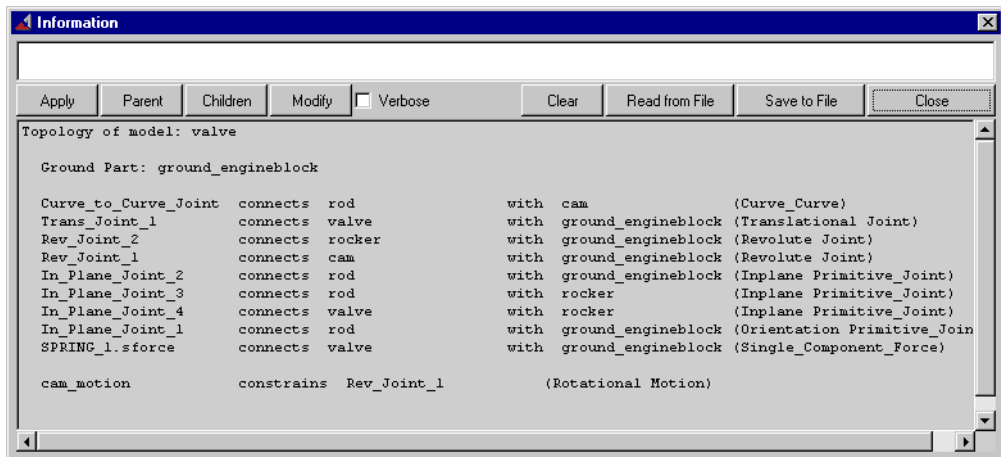 Information
Apply Parent Children Modify Verbose Clear Read from File Save to File Close
Topology of model: valve
Ground Part: ground_engineblock
Curve_to_Curve_Joint connects rod with cam (Curve_Curve)
Trans_Joint_1 connects valve with ground_engineblock (Translational Joint)
Rev_Joint_2 connects rocker with ground_engineblock (Revolute Joint)
Rev_Joint_1 connects cam with ground_engineblock (Revolute Joint)
In_Plane_Joint_2 connects rod with ground_engineblock (Inplane Primitive_Joint)
In_Plane_Joint_3 connects rod with rocker (Inplane Primitive_Joint)
In_Plane_Joint_4 connects valve with rocker (Inplane Primitive_Joint)
In_Plane_Joint_1 connects rod with ground_engineblock (Orientation Primitive_Join
SPRING_1.sforce connects valve with ground_engineblock (Single_Component_Force)
cam_motion constrains Rev_Joint_1 (Rotational Motion)